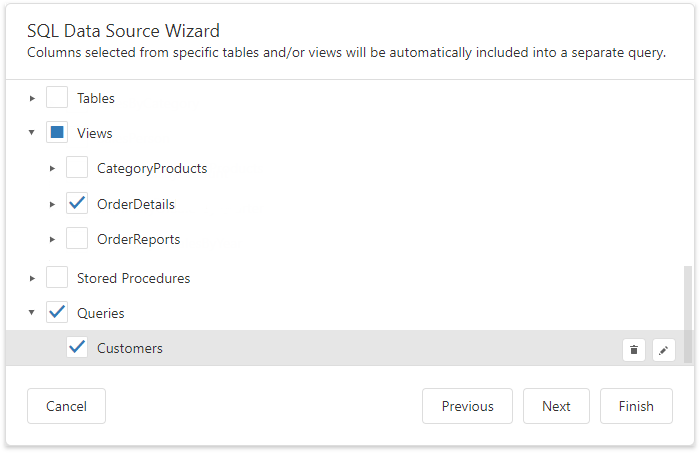 SQL Data Source Wizard
Columns selected from specific tables and/or views will be automatically included into a separate query.
Tables
Views
CategoryProducts
OrderDetails
OrderReports
Stored Procedures
Queries
Customers
Cancel Previous Next Finish